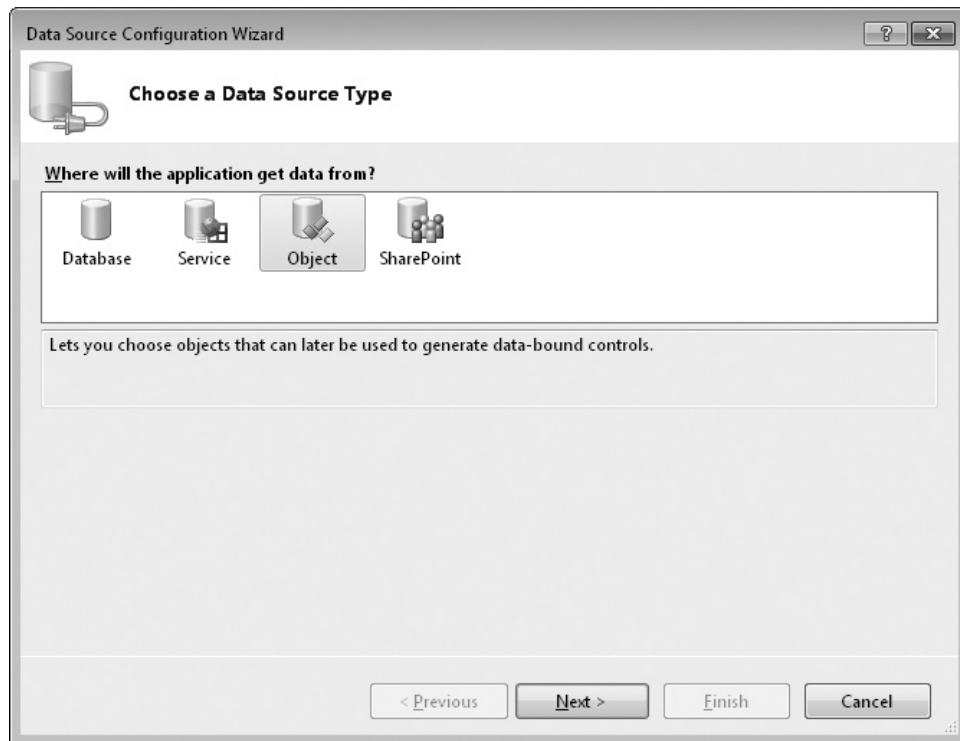 Data Source Configuration Wizard
Choose a Data Source Type
Where will the application get data from?
Database Service Object SharePoint
Lets you choose objects that can later be used to generate data-bound controls.
< Previous Next > Finish Cancel